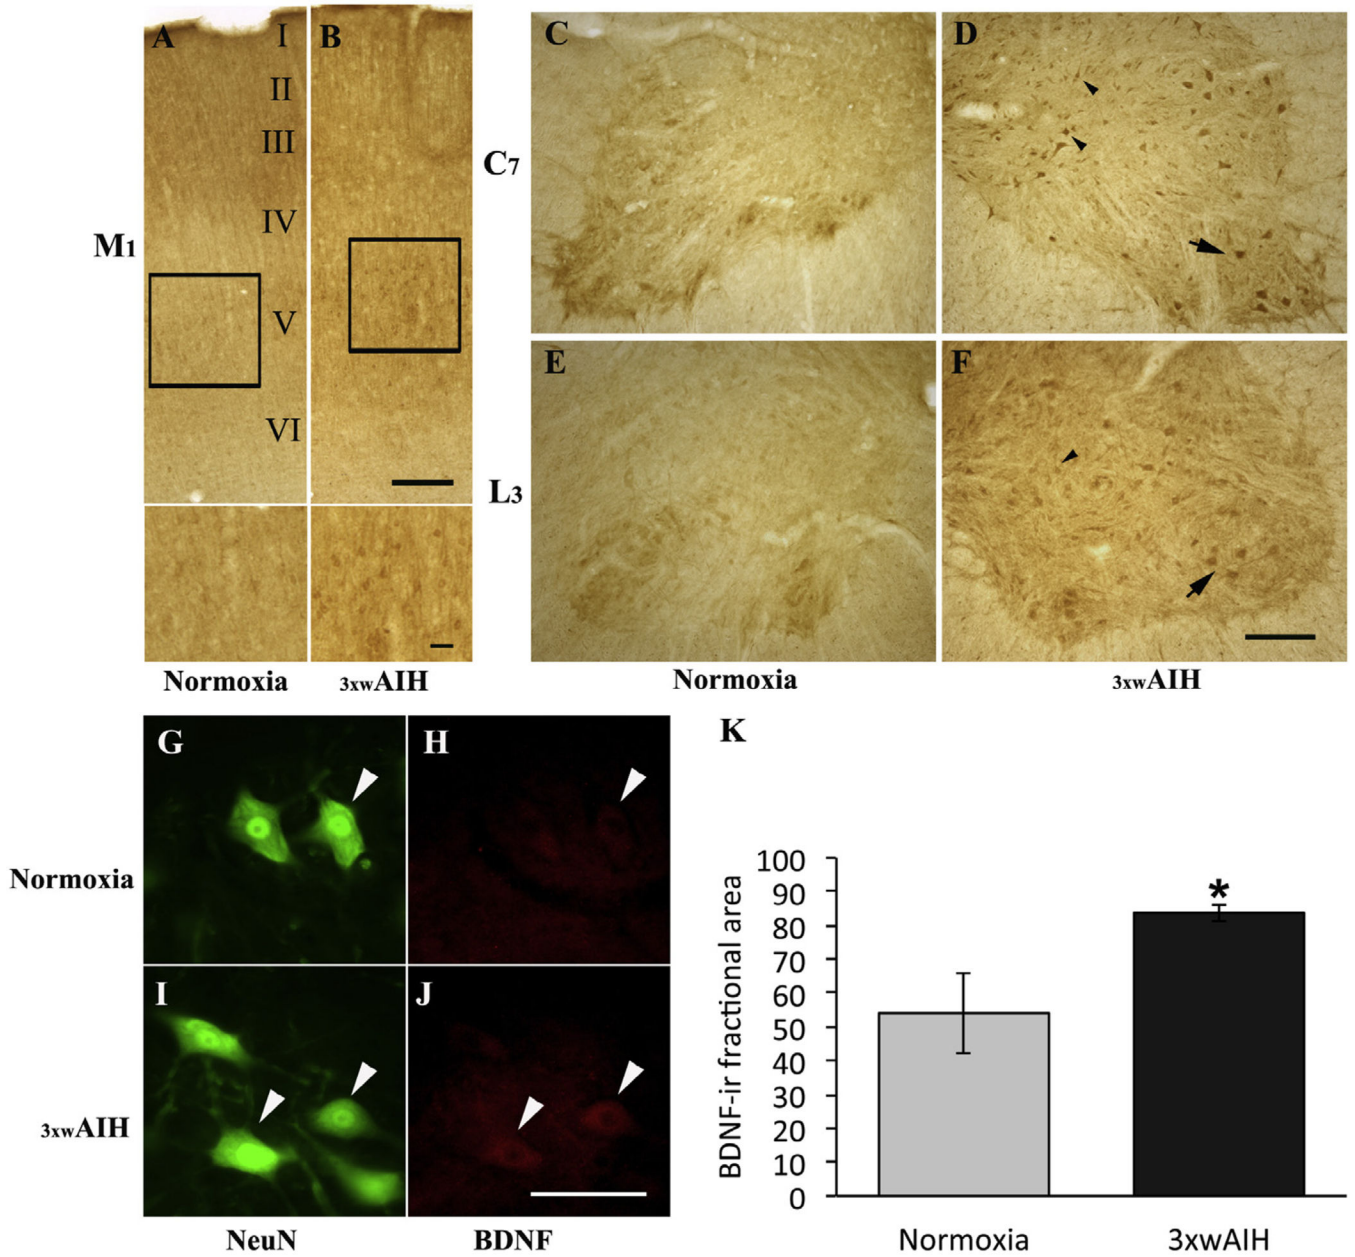 A
B
C
D
I
II
III
IV
V
VI
M1
C7
E
F
L3
Normoxia
3xwAIH
Normoxia
3xwAIH
G
H
Normoxia
I
J
3xwAIH
NeuN
BDNF
K
BDNF-ir fractional area
100
90
80
70
60
50
40
30
20
10
0
*
Normoxia
3xwAIH